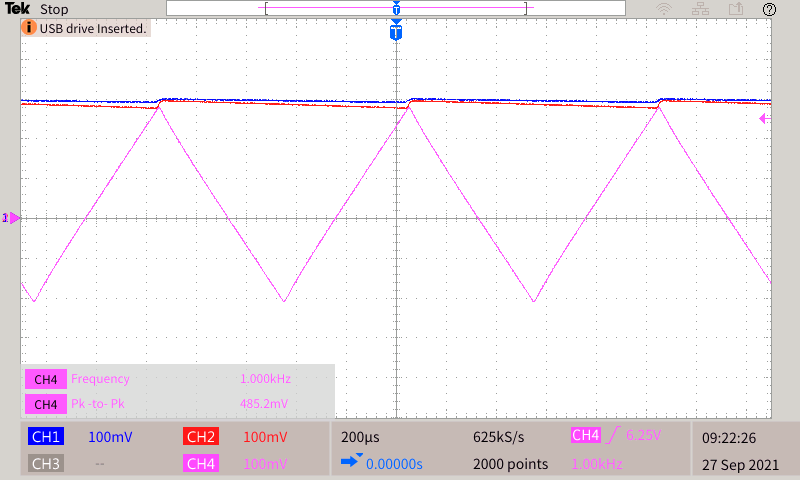 Tek Stop
T
i USB drive Inserted.
T
CH4 Frequency 1.000kHz
CH4 Pk -to- Pk 485.2mV
CH1 100mV CH2 100mV 200µs 625kS/s CH4 6.25V 09:22:26
CH3 -- CH4 100mV 0.00000s 2000 points 1.00kHz 27 Sep 2021